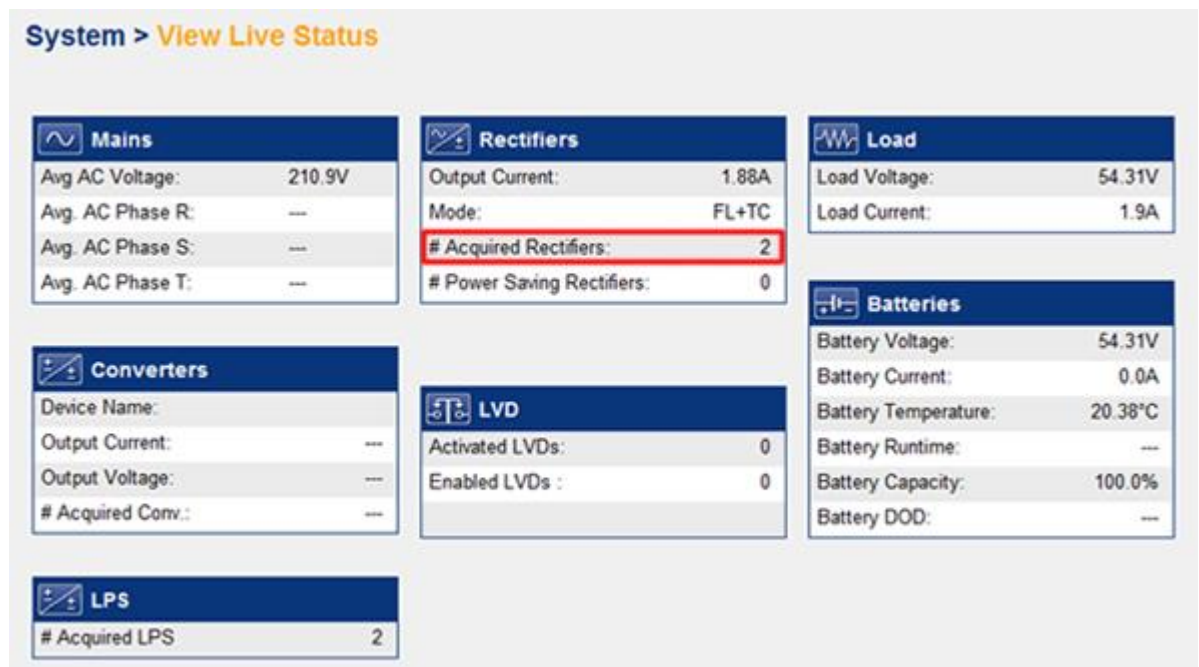 System > View Live Status
Mains
Avg AC Voltage: 210.9V
Avg. AC Phase R: ---
Avg. AC Phase S: ---
Avg. AC Phase T: ---
Converters
Device Name:
Output Current: ---
Output Voltage: ---
# Acquired Conv.: ---
LPS
# Acquired LPS 2
Rectifiers
Output Current: 1.88A
Mode: FL+TC
# Acquired Rectifiers: 2
# Power Saving Rectifiers: 0
LVD
Activated LVDs: 0
Enabled LVDs : 0
Load
Load Voltage: 54.31V
Load Current: 1.9A
Batteries
Battery Voltage: 54.31V
Battery Current: 0.0A
Battery Temperature: 20.38°C
Battery Runtime: ---
Battery Capacity: 100.0%
Battery DOD: ---